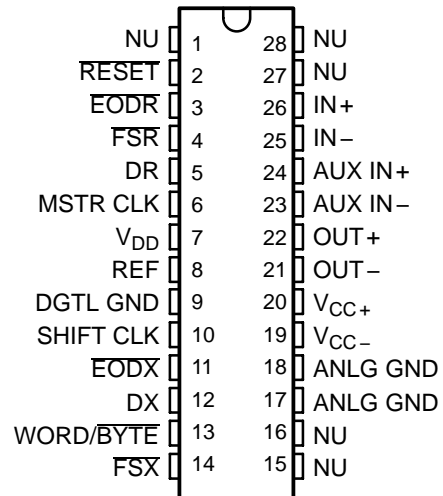 NU 1 28 NU
RESET 2 27 NU
EODR 3 26 IN+
FSR 4 25 IN−
DR 5 24 AUX IN+
MSTR CLK 6 23 AUX IN−
VDD 7 22 OUT+
REF 8 21 OUT−
DGTL GND 9 20 VCC+
SHIFT CLK 10 19 VCC−
EODX 11 18 ANLG GND
DX 12 17 ANLG GND
WORD/BYTE 13 16 NU
FSX 14 15 NU